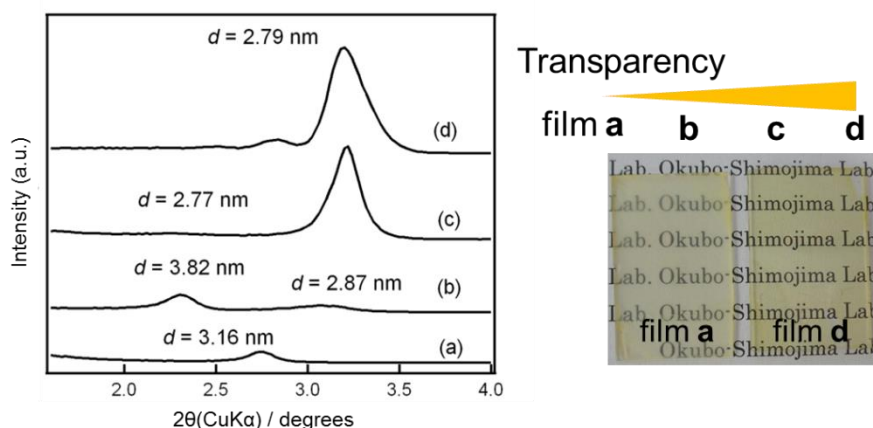 d = 2.79 nm
(d)
d = 2.77 nm
(c)
d = 3.82 nm
d = 2.87 nm
(b)
d = 3.16 nm
(a)
Intensity (a.u.)
2.0 2.5 3.0 3.5 4.0
2θ(CuKα) / degrees
Transparency
film a b c d
Lab. Okubo-Shimojima Lab
Lab. Okubo-Shimojima Lab
Lab. Okubo-Shimojima Lab
Lab. Okubo-Shimojima Lab
Lab. Okubo-Shimojima Lab
film a film d
Okubo-Shimojima Lab